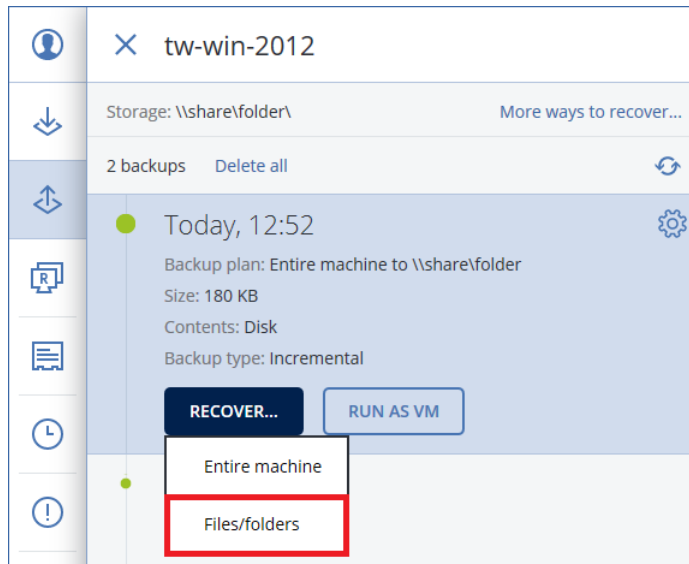 tw-win-2012
Storage: \\share\folder\ More ways to recover...
2 backups Delete all
Today, 12:52
Backup plan: Entire machine to \\share\folder
Size: 180 KB
Contents: Disk
Backup type: Incremental
RECOVER... RUN AS VM
Entire machine
Files/folders
R